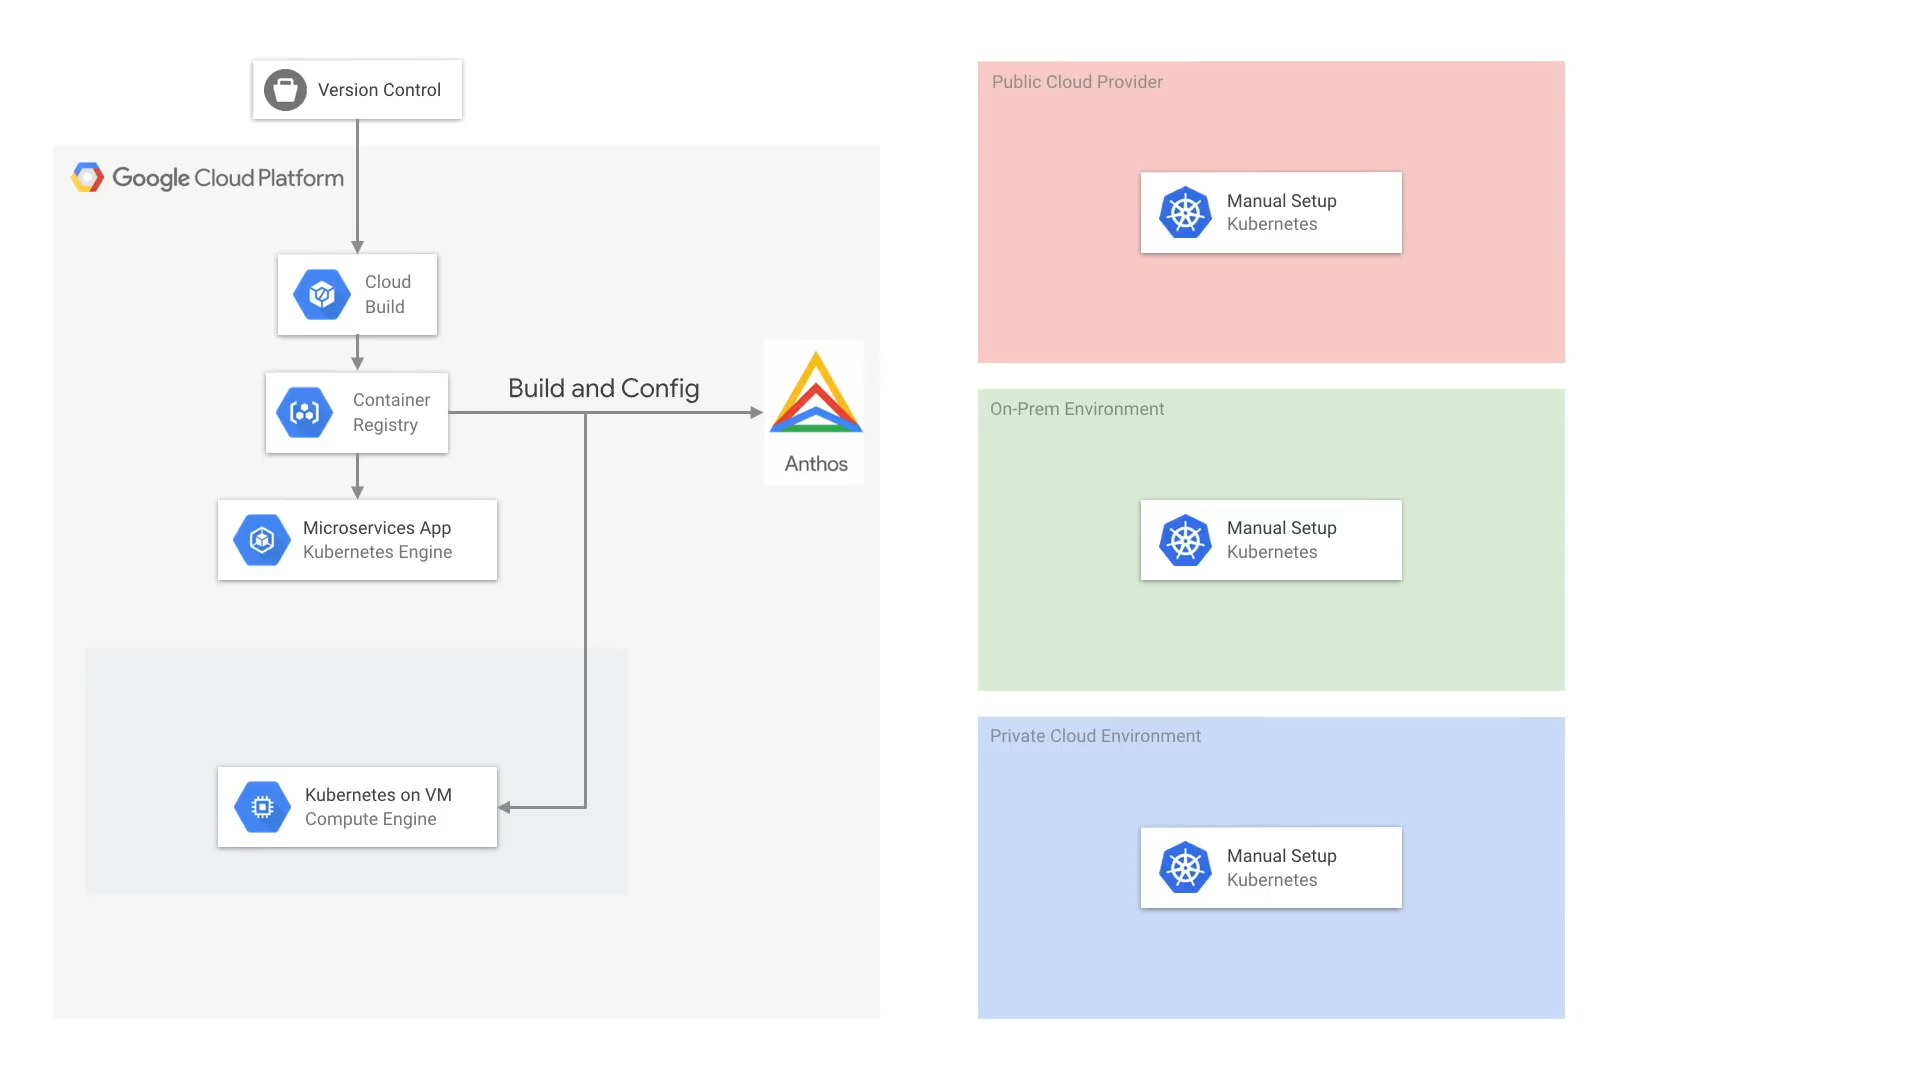 Version Control
Google Cloud Platform
Cloud
Build
Container
Registry
Build and Config
Anthos
Microservices App
Kubernetes Engine
Kubernetes on VM
Compute Engine
Public Cloud Provider
Manual Setup
Kubernetes
On-Prem Environment
Manual Setup
Kubernetes
Private Cloud Environment
Manual Setup
Kubernetes